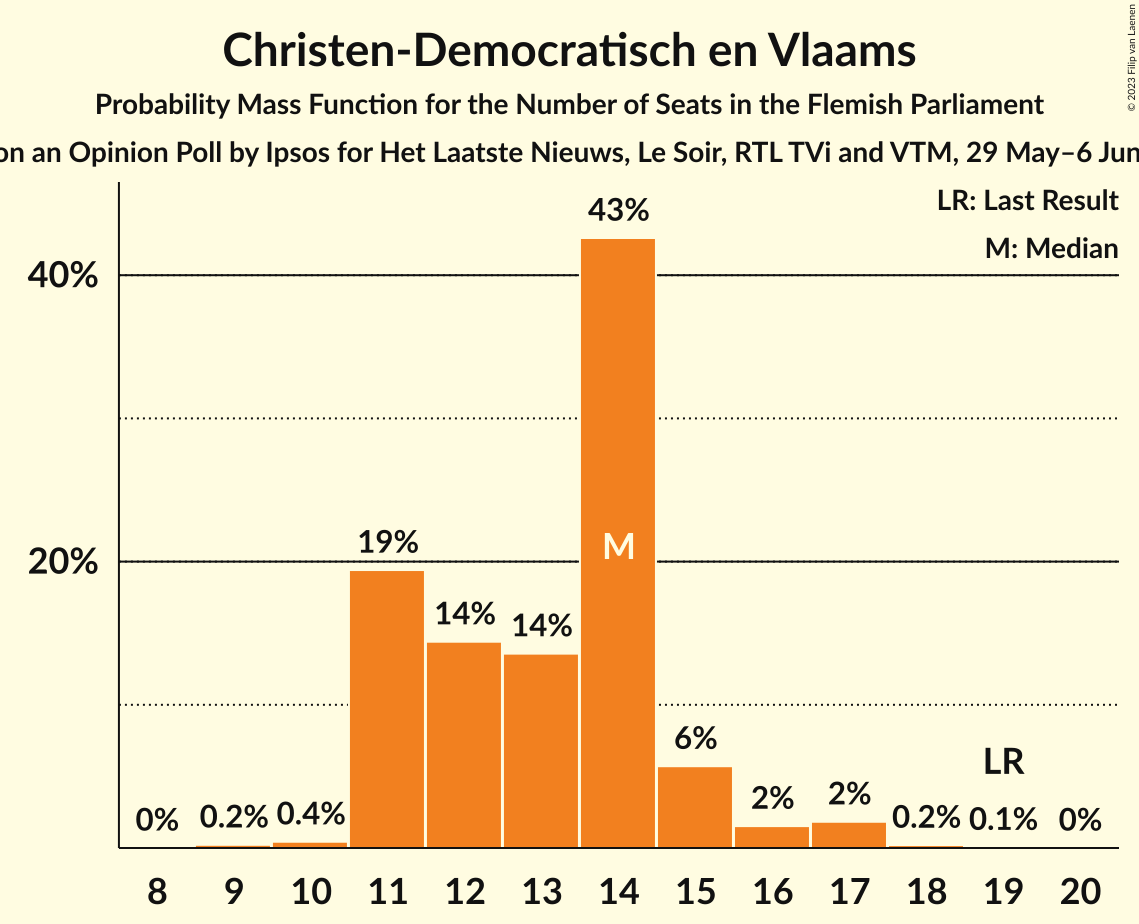 Christen-Democratisch en Vlaams
Probability Mass Function for the Number of Seats in the Flemish Parliament
on an Opinion Poll by Ipsos for Het Laatste Nieuws, Le Soir, RTL TVi and VTM, 29 May–6 Jun
© 2023 Filip van Laenen
LR: Last Result
M: Median
43%
40%
M
19%
20%
14%
14%
6%
LR
2%
2%
0%
0.2%
0.4%
0.2%
0.1%
0%
8 9 10 11 12 13 14 15 16 17 18 19 20